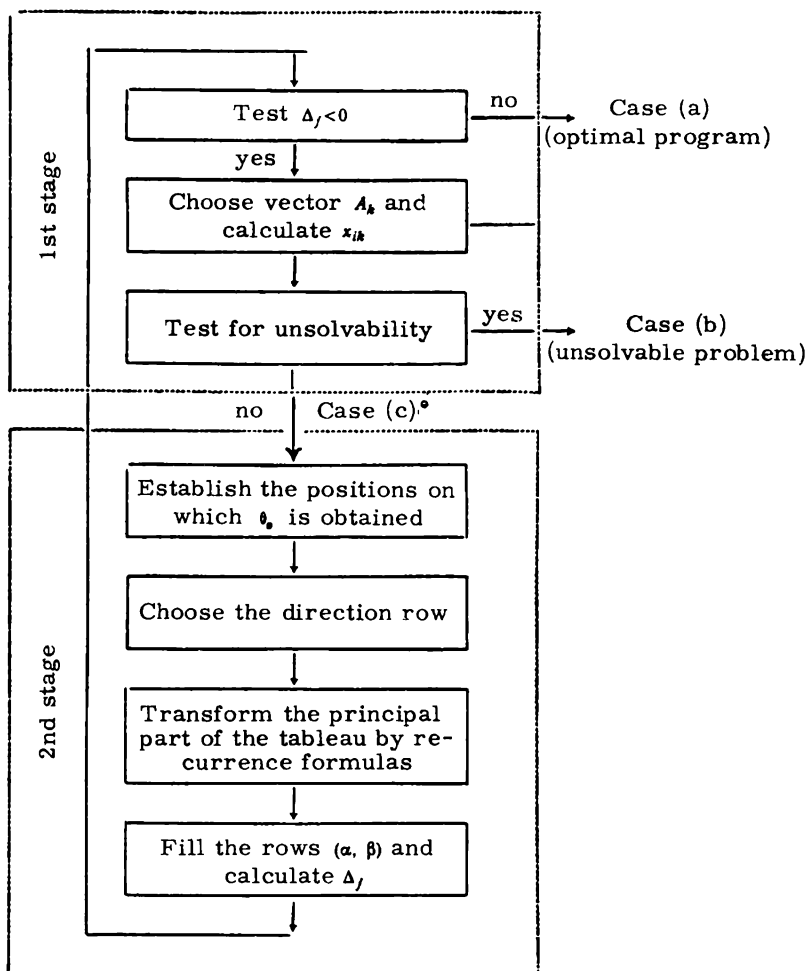 Test Δj<0
no
Case (a)
(optimal program)
yes
Choose vector Ak and
calculate xik
1st stage
Test for unsolvability
yes
Case (b)
(unsolvable problem)
no
Case (c)
Establish the positions on
which θ₀ is obtained
Choose the direction row
2nd stage
Transform the principal
part of the tableau by re-
currence formulas
Fill the rows (α, β) and
calculate Δj